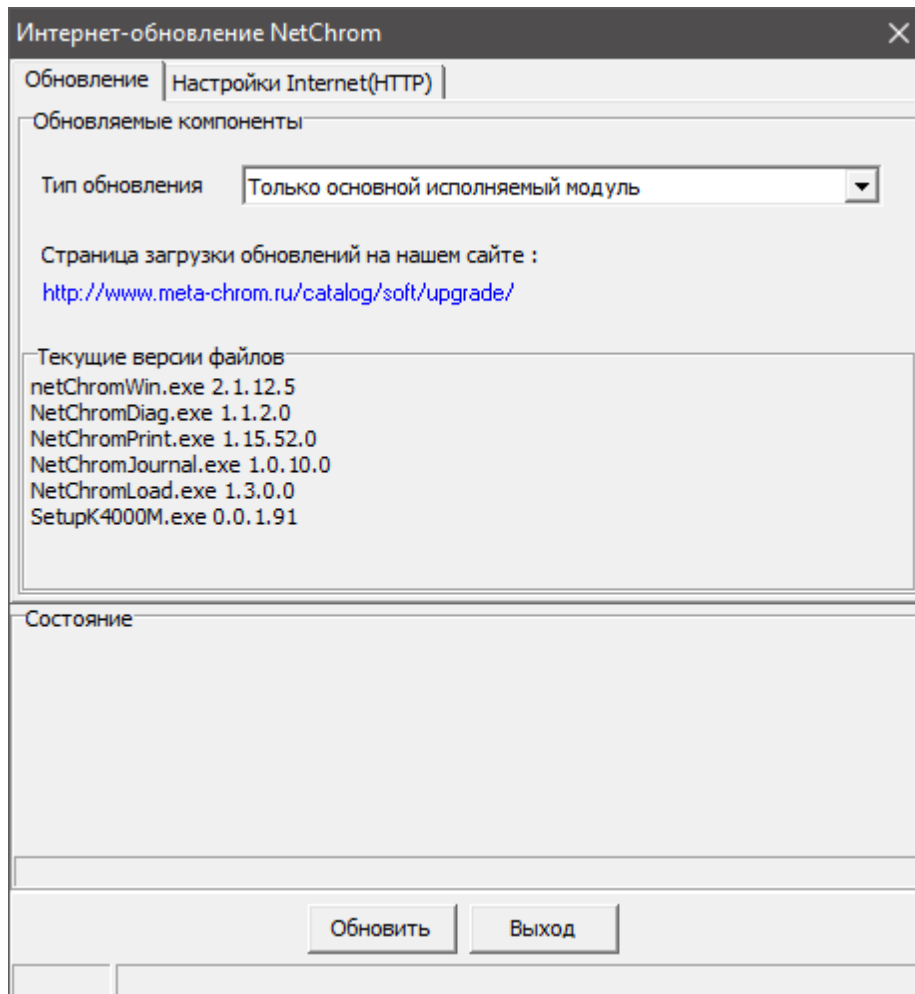 Интернет-обновление NetChrom
Обновление
Настройки Internet(HTTP)
Обновляемые компоненты
Тип обновления
Только основной исполняемый модуль
Страница загрузки обновлений на нашем сайте :
http://www.meta-chrom.ru/catalog/soft/upgrade/
Текущие версии файлов
netChromWin.exe 2.1.12.5
NetChromDiag.exe 1.1.2.0
NetChromPrint.exe 1.15.52.0
NetChromJournal.exe 1.0.10.0
NetChromLoad.exe 1.3.0.0
SetupK4000M.exe 0.0.1.91
Состояние
Обновить
Выход